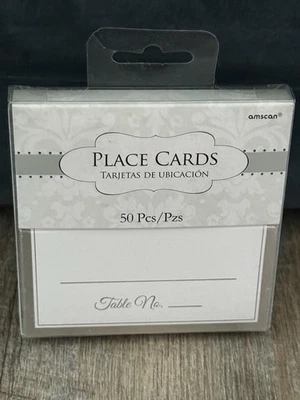 amscan
PLACE CARDS
TARJETAS DE UBICACIÓN
50 Pcs/Pzs
Table No.